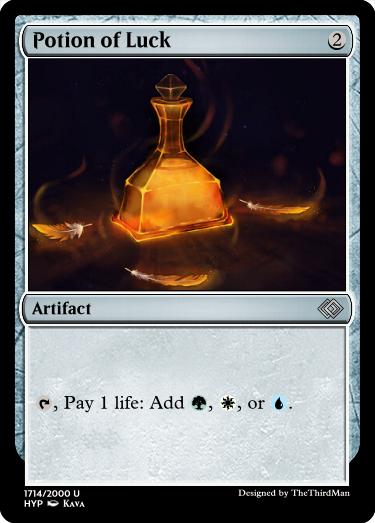 Potion of Luck 2
Artifact
, Pay 1 life: Add , , or .
1714/2000 U
HYP Kava
Designed by TheThirdMan